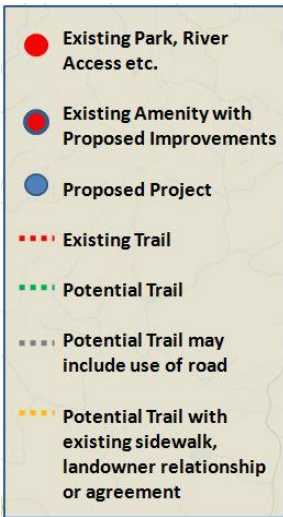 Existing Park, River
Access etc.
Existing Amenity with
Proposed Improvements
Proposed Project
Existing Trail
Potential Trail
Potential Trail may
include use of road
Potential Trail with
existing sidewalk,
landowner relationship
or agreement